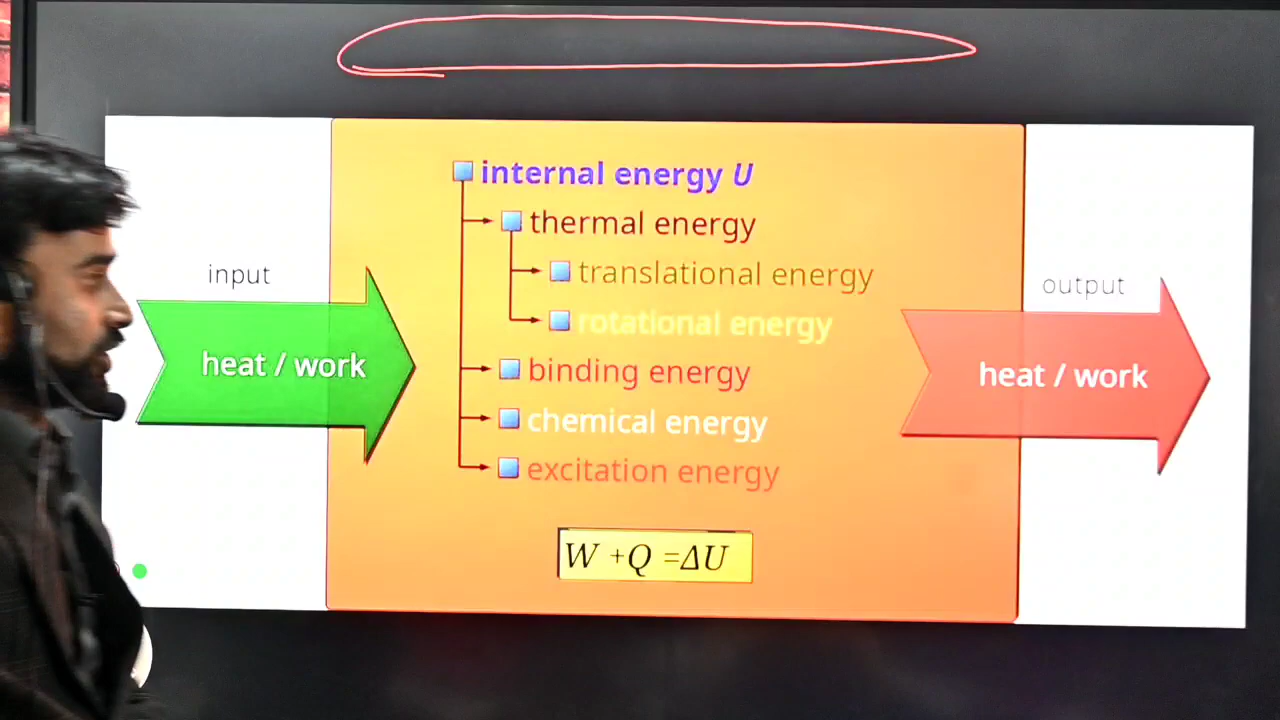 internal energy U
thermal energy
translational energy
rotational energy
binding energy
chemical energy
excitation energy
input
heat / work
output
heat / work
W +Q =ΔU